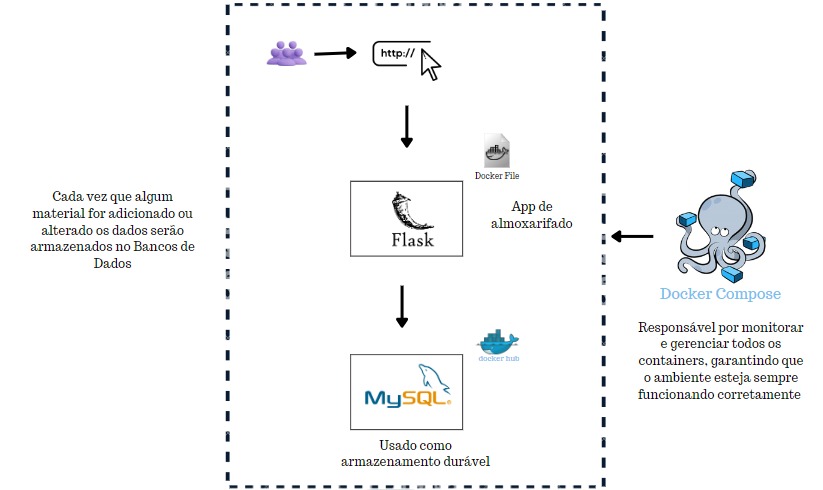 http://
Docker File
Flask
App de
almoxarifado
Cada vez que algum
material for adicionado ou
alterado os dados serão
armazenados no Bancos de
Dados
Docker Compose
Responsável por monitorar
e gerenciar todos os
containers, garantindo que
o ambiente esteja sempre
funcionando corretamente
docker hub
MySQL®
Usado como
armazenamento durável